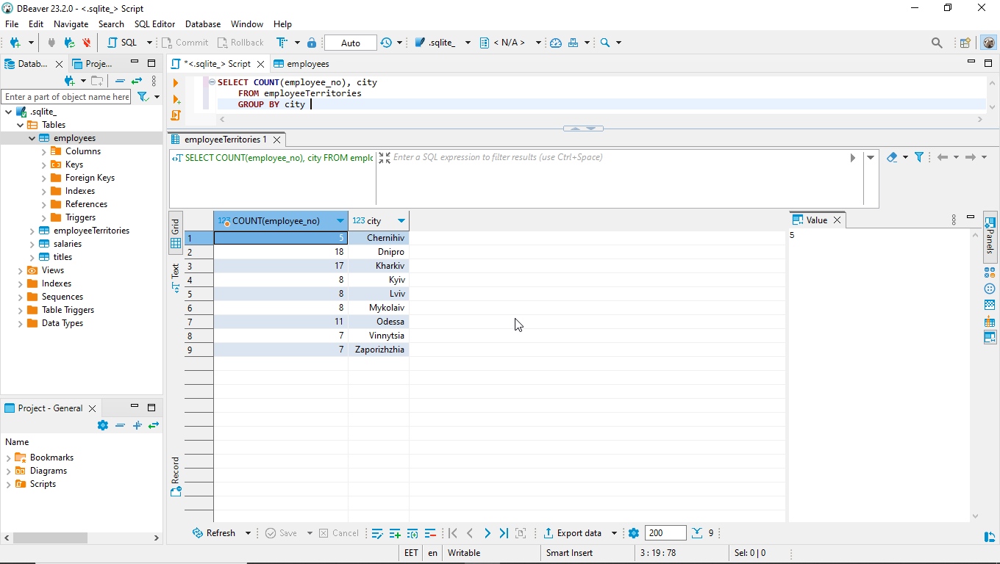 DBeaver 23.2.0 - <.sqlite_> Script
File Edit Navigate Search SQL Editor Database Window Help
SQL Commit Rollback Auto .sqlite_ < N/A >
Datab... Proje...
Enter a part of object name here
.sqlite_
Tables
employees
Columns
Keys
Foreign Keys
Indexes
References
Triggers
employeeTerritories
salaries
titles
Views
Indexes
Sequences
Table Triggers
Data Types
Project - General
Name
Bookmarks
Diagrams
Scripts
*<.sqlite_> Script employees
SELECT COUNT(employee_no), city
FROM employeeTerritories
GROUP BY city
employeeTerritories 1
SELECT COUNT(employee_no), city FROM emplc Enter a SQL expression to filter results (use Ctrl+Space)
Grid
Text
Record
123 COUNT(employee_no) 123 city
1 5 Chernihiv
2 18 Dnipro
3 17 Kharkiv
4 8 Kyiv
5 8 Lviv
6 8 Mykolaiv
7 11 Odessa
8 7 Vinnytsia
9 7 Zaporizhzhia
Value
5
Panels
Refresh Save Cancel Export data 200 9
EET en Writable Smart Insert 3 : 19 : 78 Sel: 0 | 0